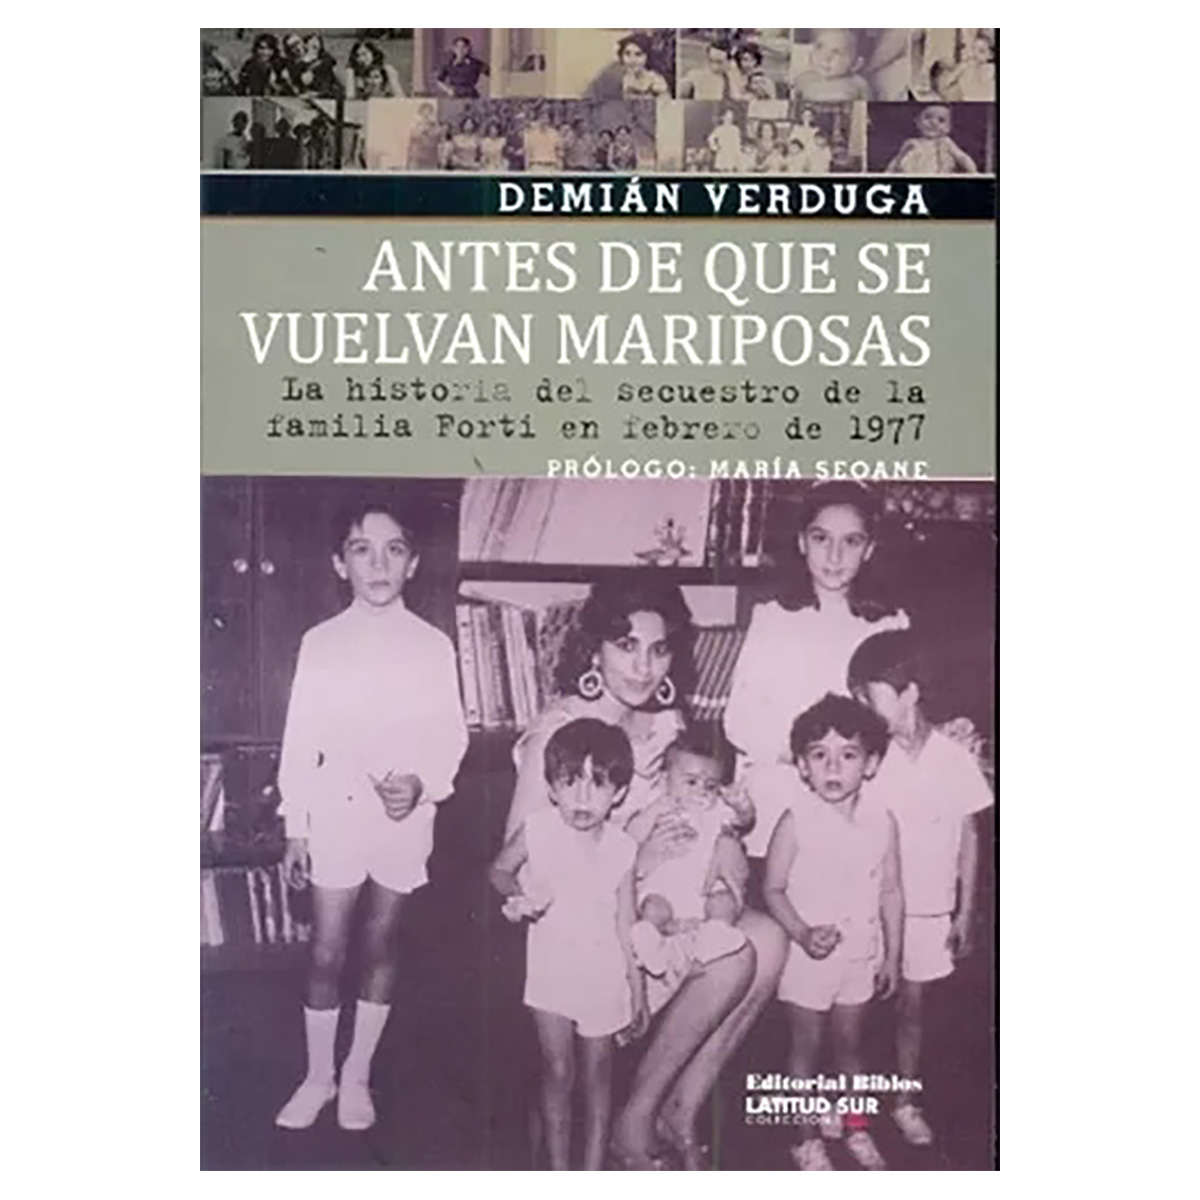 DEMIÁN VERDUGA
ANTES DE QUE SE
VUELVAN MARIPOSAS
La historia del secuestro de la
familia Forti en febrero de 1977
PRÓLOGO: MARÍA SEOANE
Editorial Biblos
LATITUD SUR
COLECCION